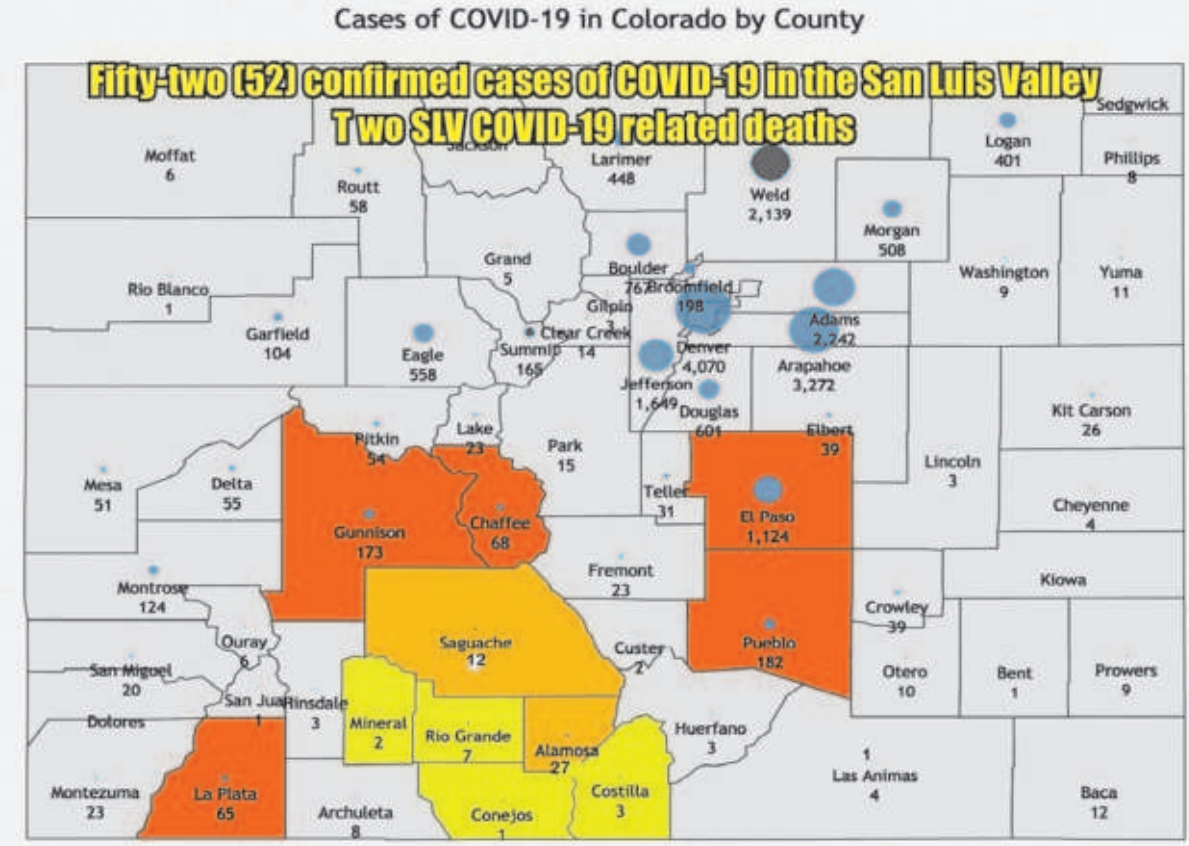 Cases of COVID-19 in Colorado by County
Fifty-two (52) confirmed cases of COVID-19 in the San Luis Valley
Two SLV COVID-19 related deaths
Sedgwick
Jackson
Logan
401
Moffat
6
Larimer
448
Phillips
8
Routt
58
Weld
2,139
Morgan
508
Grand
5
Boulder
767
Broomfield
198
Washington
9
Yuma
11
Rio Blanco
1
Gilpin
3
Garfield
104
Eagle
558
Summit
165
Clear Creek
14
Adams
2,242
Denver
4,070
Arapahoe
3,272
Jefferson
1,649
Douglas
601
Elbert
39
Kit Carson
26
Pitkin
54
Lake
23
Park
15
Lincoln
3
Mesa
51
Delta
55
Teller
31
Cheyenne
4
Gunnison
173
Chaffee
68
El Paso
1,124
Fremont
23
Kiowa
Montrose
124
Crowley
39
Ouray
6
Saguache
12
Custer
2
Pueblo
182
San Miguel
20
Otero
10
Bent
1
Prowers
9
San Juan
1
Hinsdale
3
Dolores
Mineral
2
Rio Grande
7
Alamosa
27
Huerfano
3
1
Las Animas
4
Montezuma
23
La Plata
65
Archuleta
8
Conejos
1
Costilla
3
Baca
12